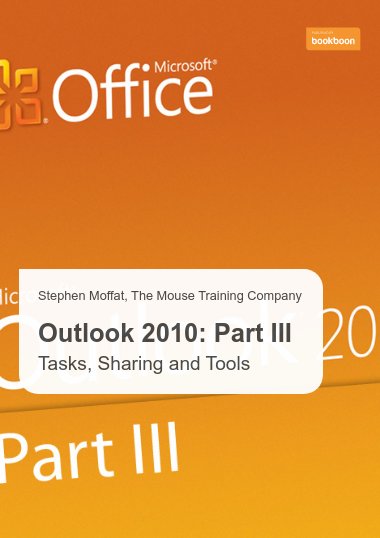 bookboon
Microsoft®
Office
®
Stephen Moffat, The Mouse Training Company
Outlook 2010: Part III
Tasks, Sharing and Tools
Part III